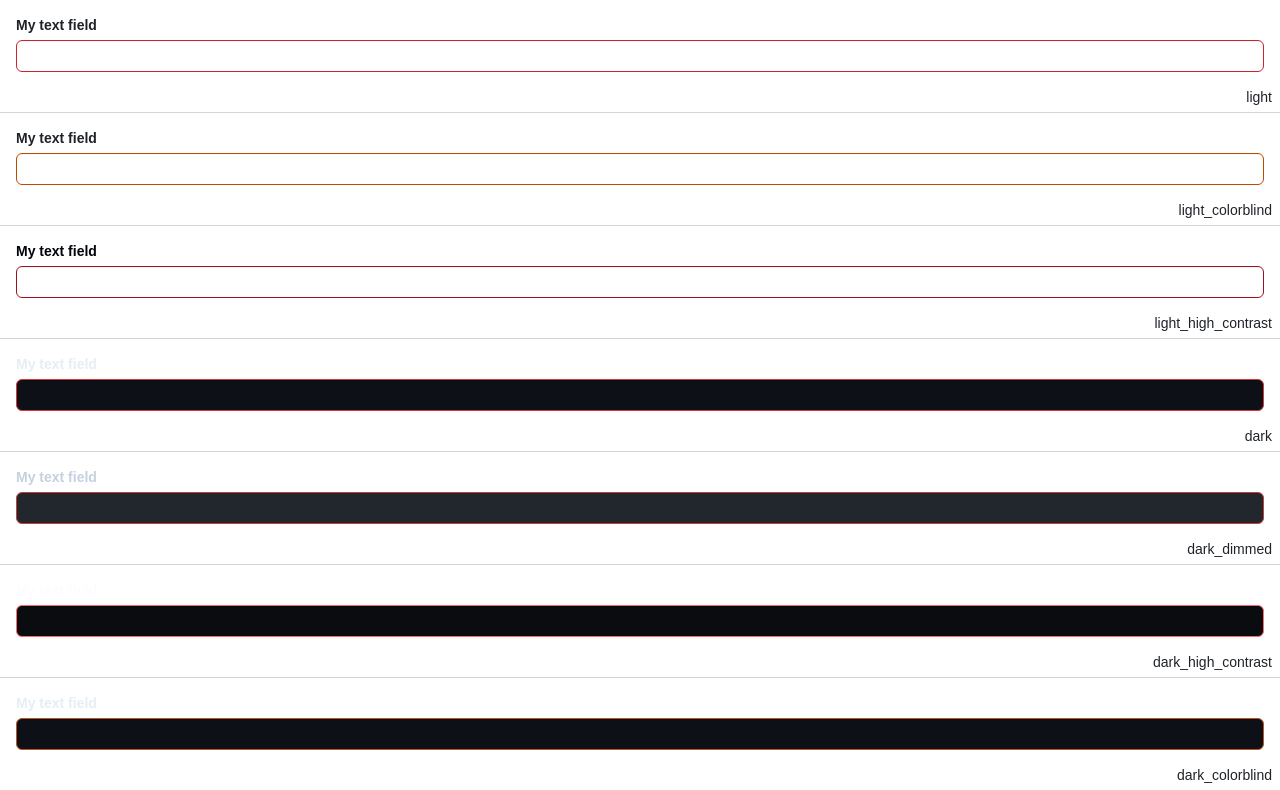 My text field
light
My text field
light_colorblind
My text field
light_high_contrast
My text field
dark
My text field
dark_dimmed
My text field
dark_high_contrast
My text field
dark_colorblind